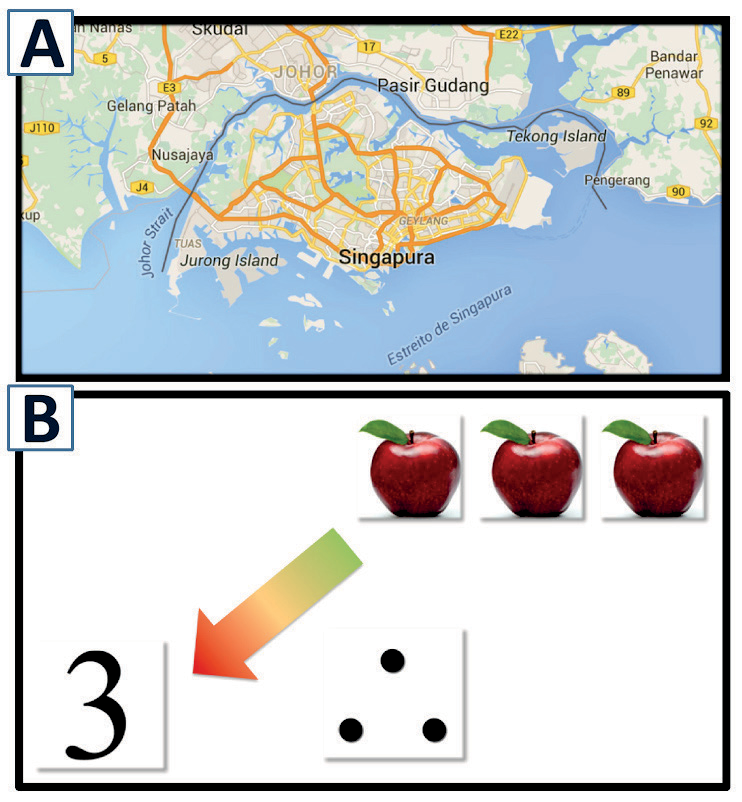 A
Skudai
17
E22
5
JOHOR
Bandar
Penawar
E3
Pasir Gudang
89
Gelang Patah
J110
92
Tekong Island
Nusajaya
J4
Pengerang
90
kup
Johor Strait
GEYLANG
TUAS
Jurong Island
Singapura
Estreito de Singapura
B
3